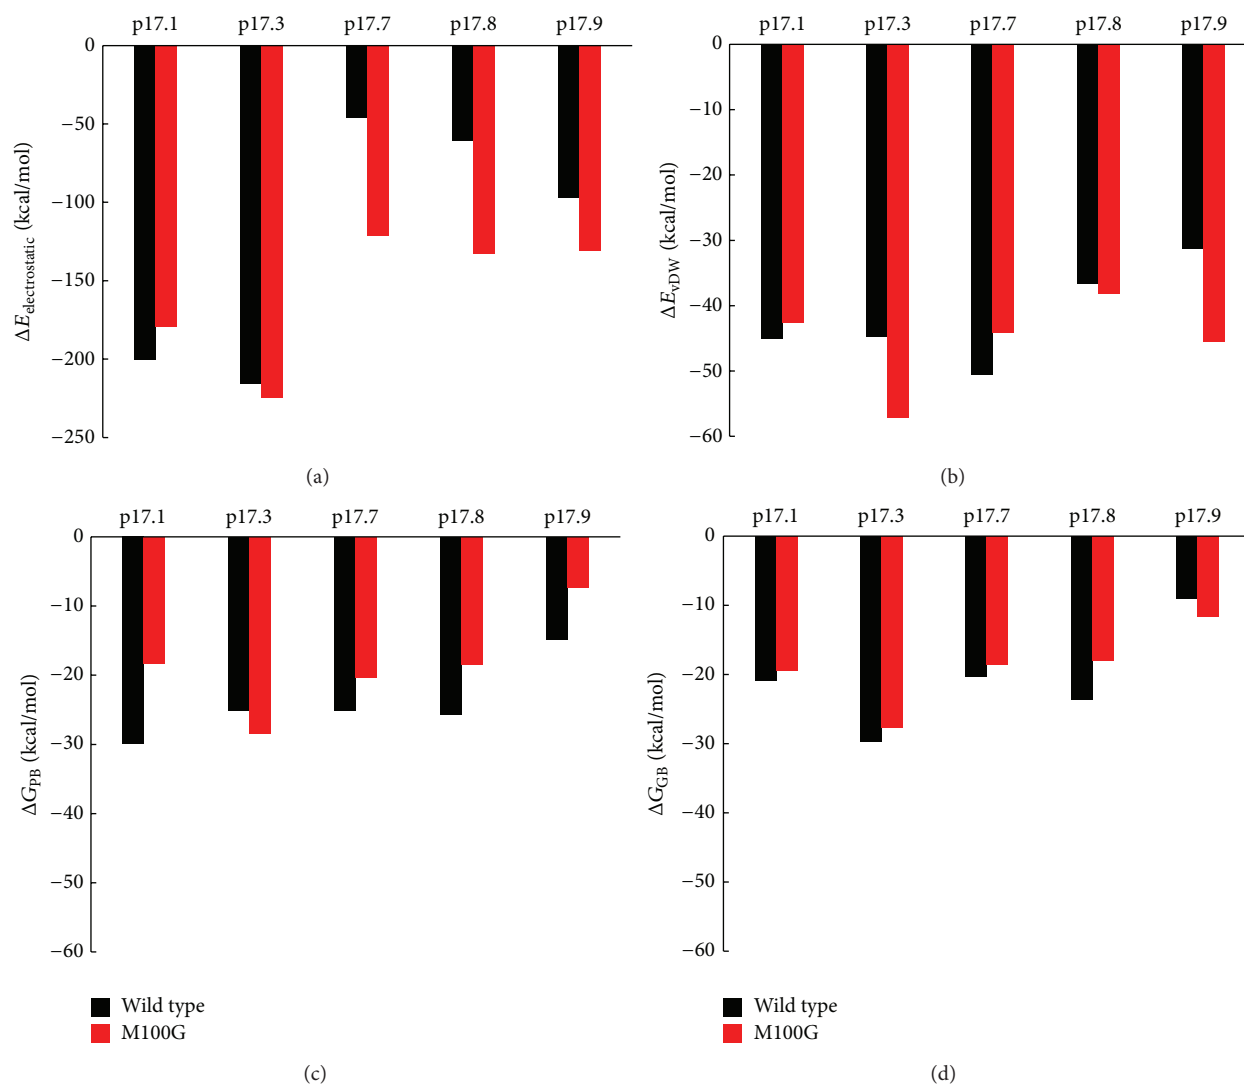 p17.1 p17.3 p17.7 p17.8 p17.9
0
−50
−100
−150
−200
−250
ΔE_electrostatic (kcal/mol)
(a)
p17.1 p17.3 p17.7 p17.8 p17.9
0
−10
−20
−30
−40
−50
−60
ΔE_vDW (kcal/mol)
(b)
p17.1 p17.3 p17.7 p17.8 p17.9
0
−10
−20
−30
−40
−50
−60
ΔG_PB (kcal/mol)
Wild type
M100G
(c)
p17.1 p17.3 p17.7 p17.8 p17.9
0
−10
−20
−30
−40
−50
−60
ΔG_GB (kcal/mol)
Wild type
M100G
(d)